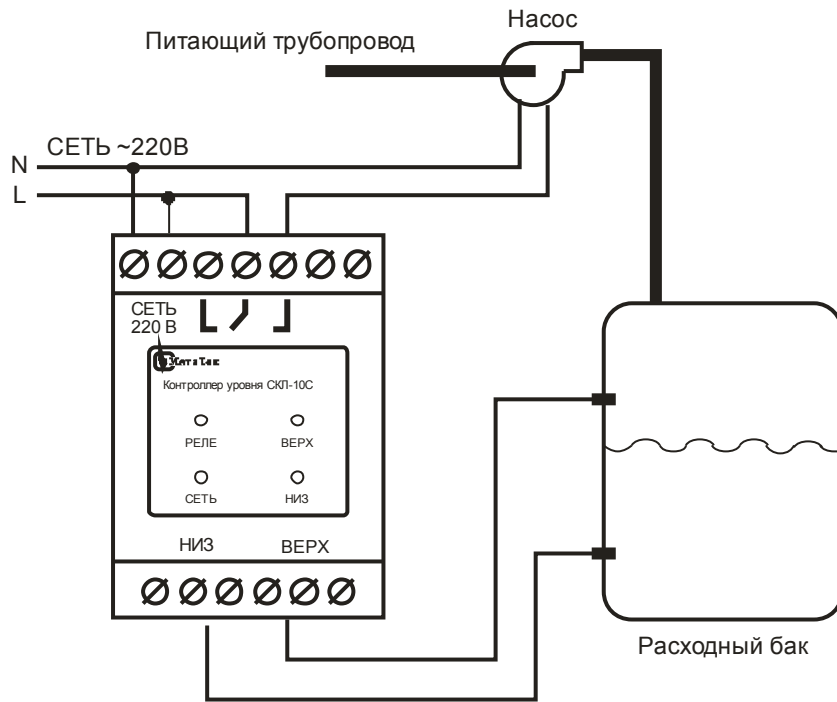 Насос
Питающий трубопровод
СЕТЬ ~220В
N
L
СЕТЬ
220 В
Контроллер уровня СКЛ-10С
РЕЛЕ ВЕРХ
СЕТЬ НИЗ
НИЗ ВЕРХ
Расходный бак